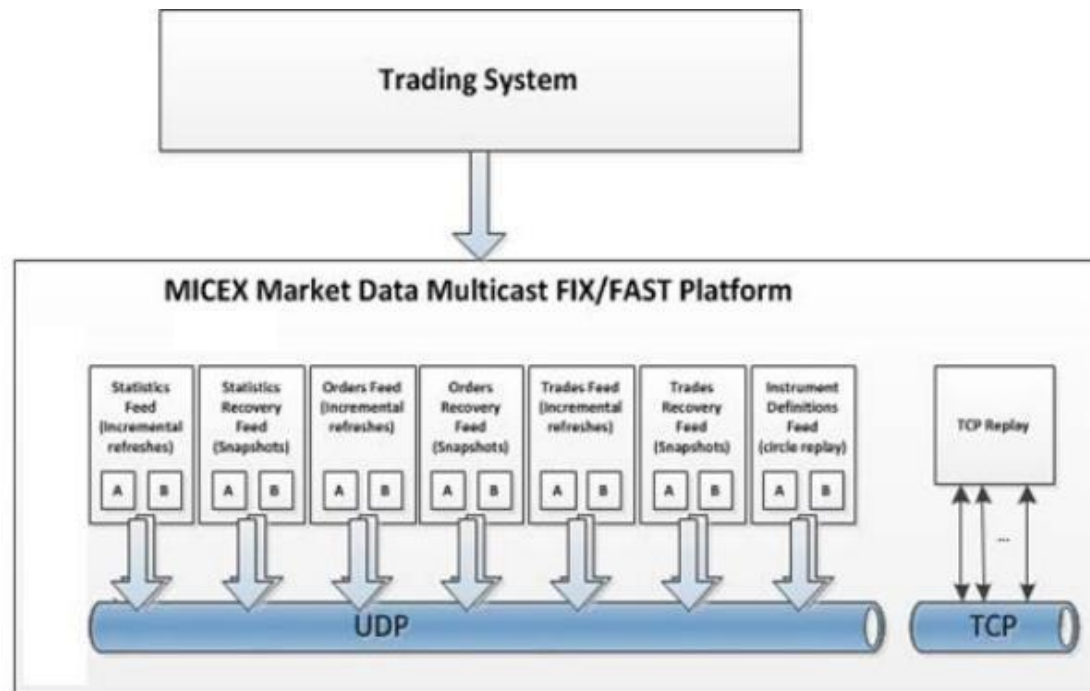 Trading System
MICEX Market Data Multicast FIX/FAST Platform
Statistics
Feed
(Incremental
refreshes)
A B
Statistics
Recovery
Feed
(Snapshots)
A B
Orders Feed
(Incremental
refreshes)
A B
Orders
Recovery
Feed
(Snapshots)
A B
Trades Feed
(Incremental
refreshes)
A B
Trades
Recovery
Feed
(Snapshots)
A B
Instrument
Definitions
Feed
(circle replay)
A B
TCP Replay
...
UDP
TCP